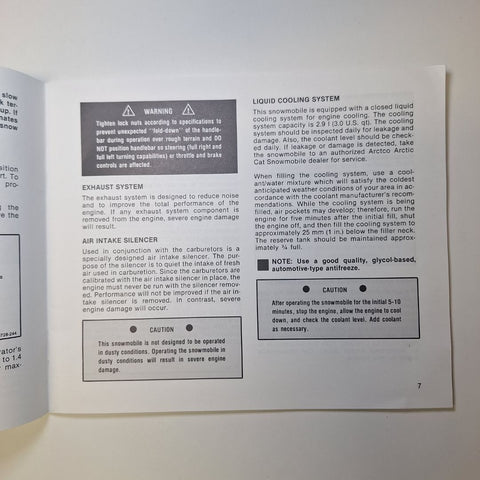 slow
k ter-
up. If
nates
snow
sition
rt. To
pro-
g the
e the
728-244
ator's
to 1.4
max-
WARNING
Tighten lock nuts according to specifications to
prevent unexpected "fold-down" of the handle-
bar during operation over rough terrain and DO
NOT position handlebar so steering (full right and
full left turning capabilities) or throttle and brake
controls are affected.
EXHAUST SYSTEM
The exhaust system is designed to reduce noise
and to improve the total performance of the
engine. If any exhaust system component is
removed from the engine, severe engine damage
will result.
AIR INTAKE SILENCER
Used in conjunction with the carburetors is a
specially designed air intake silencer. The pur-
pose of the silencer is to quiet the intake of fresh
air used in carburetion. Since the carburetors are
calibrated with the air intake silencer in place, the
engine must never be run with the silencer remov-
ed. Performance will not be improved if the air in-
take silencer is removed. In contrast, severe
engine damage will occur.
CAUTION
This snowmobile is not designed to be operated
in dusty conditions. Operating the snowmobile in
dusty conditions will result in severe engine
damage.
LIQUID COOLING SYSTEM
This snowmobile is equipped with a closed liquid
cooling system for engine cooling. The cooling
system capacity is 2.9 l (3.0 U.S. qt). The cooling
system should be inspected daily for leakage and
damage. Also, the coolant level should be check-
ed daily. If leakage or damage is detected, take
the snowmobile to an authorized Arctco Arctic
Cat Snowmobile dealer for service.
When filling the cooling system, use a cool-
ant/water mixture which will satisfy the coldest
anticipated weather conditions of your area in ac-
cordance with the coolant manufacturer's recom-
mendations. While the cooling system is being
filled, air pockets may develop; therefore, run the
engine for five minutes after the initial fill, shut
the engine off, and then fill the cooling system to
approximately 25 mm (1 in.) below the filler neck.
The reserve tank should be maintained approx-
imately ¾ full.
NOTE: Use a good quality, glycol-based,
automotive-type antifreeze.
CAUTION
After operating the snowmobile for the initial 5-10
minutes, stop the engine, allow the engine to cool
down, and check the coolant level. Add coolant
as necessary.
7